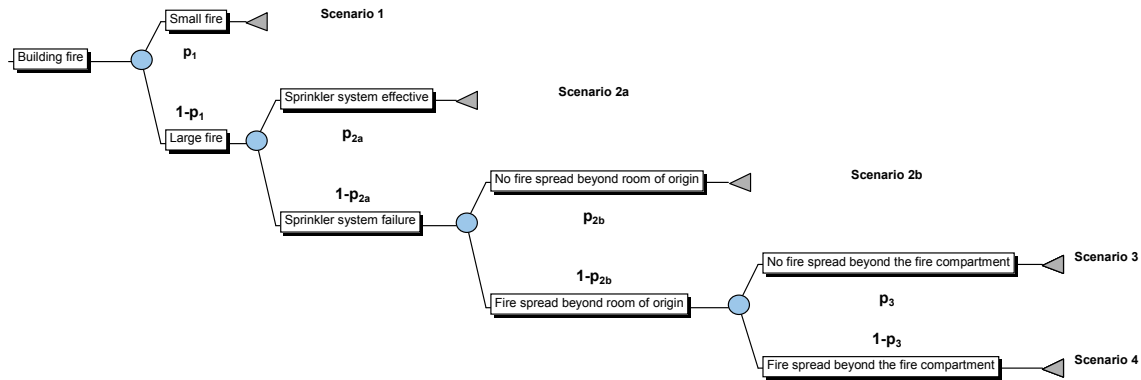 Small fire
Scenario 1
Building fire
p1
1-p1
Sprinkler system effective
Scenario 2a
Large fire
p2a
No fire spread beyond room of origin
Scenario 2b
1-p2a
Sprinkler system failure
p2b
No fire spread beyond the fire compartment
Scenario 3
1-p2b
Fire spread beyond room of origin
p3
1-p3
Fire spread beyond the fire compartment
Scenario 4